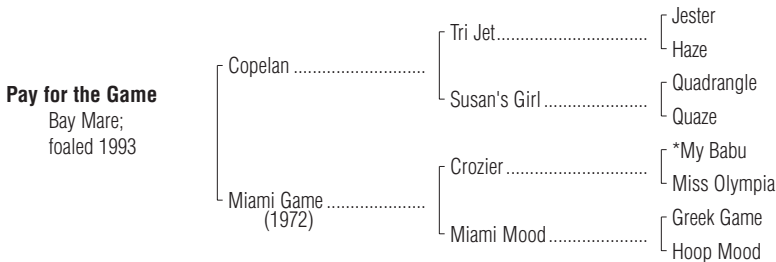 Jester
Tri Jet
Haze
Copelan
Quadrangle
Susan's Girl
Quaze
Pay for the Game
Bay Mare;
foaled 1993
*My Babu
Crozier
Miss Olympia
Miami Game
(1972)
Greek Game
Miami Mood
Hoop Mood